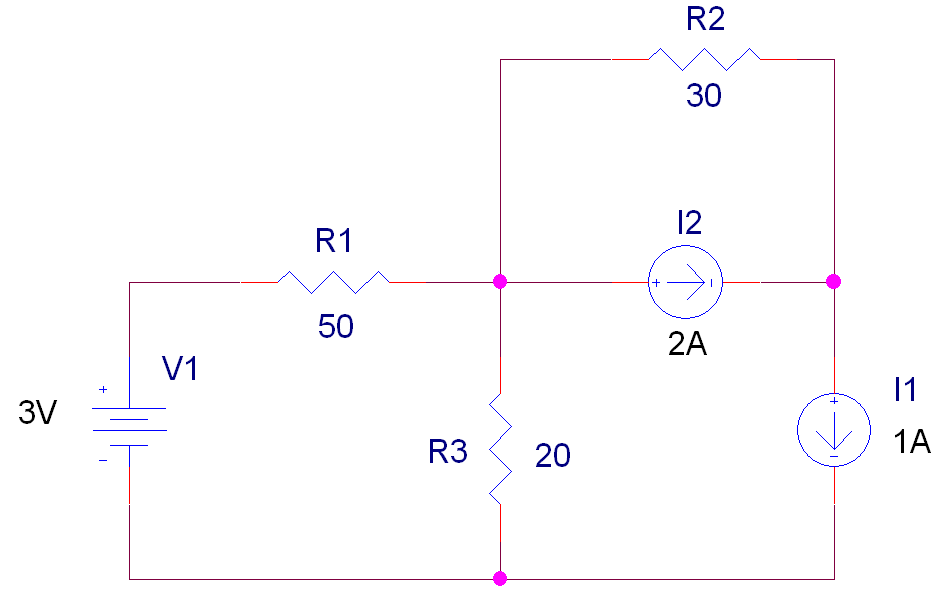 R2
30
I2
+ -
2A
R1
50
V1
+
3V
-
R3
20
I1
+
1A
-